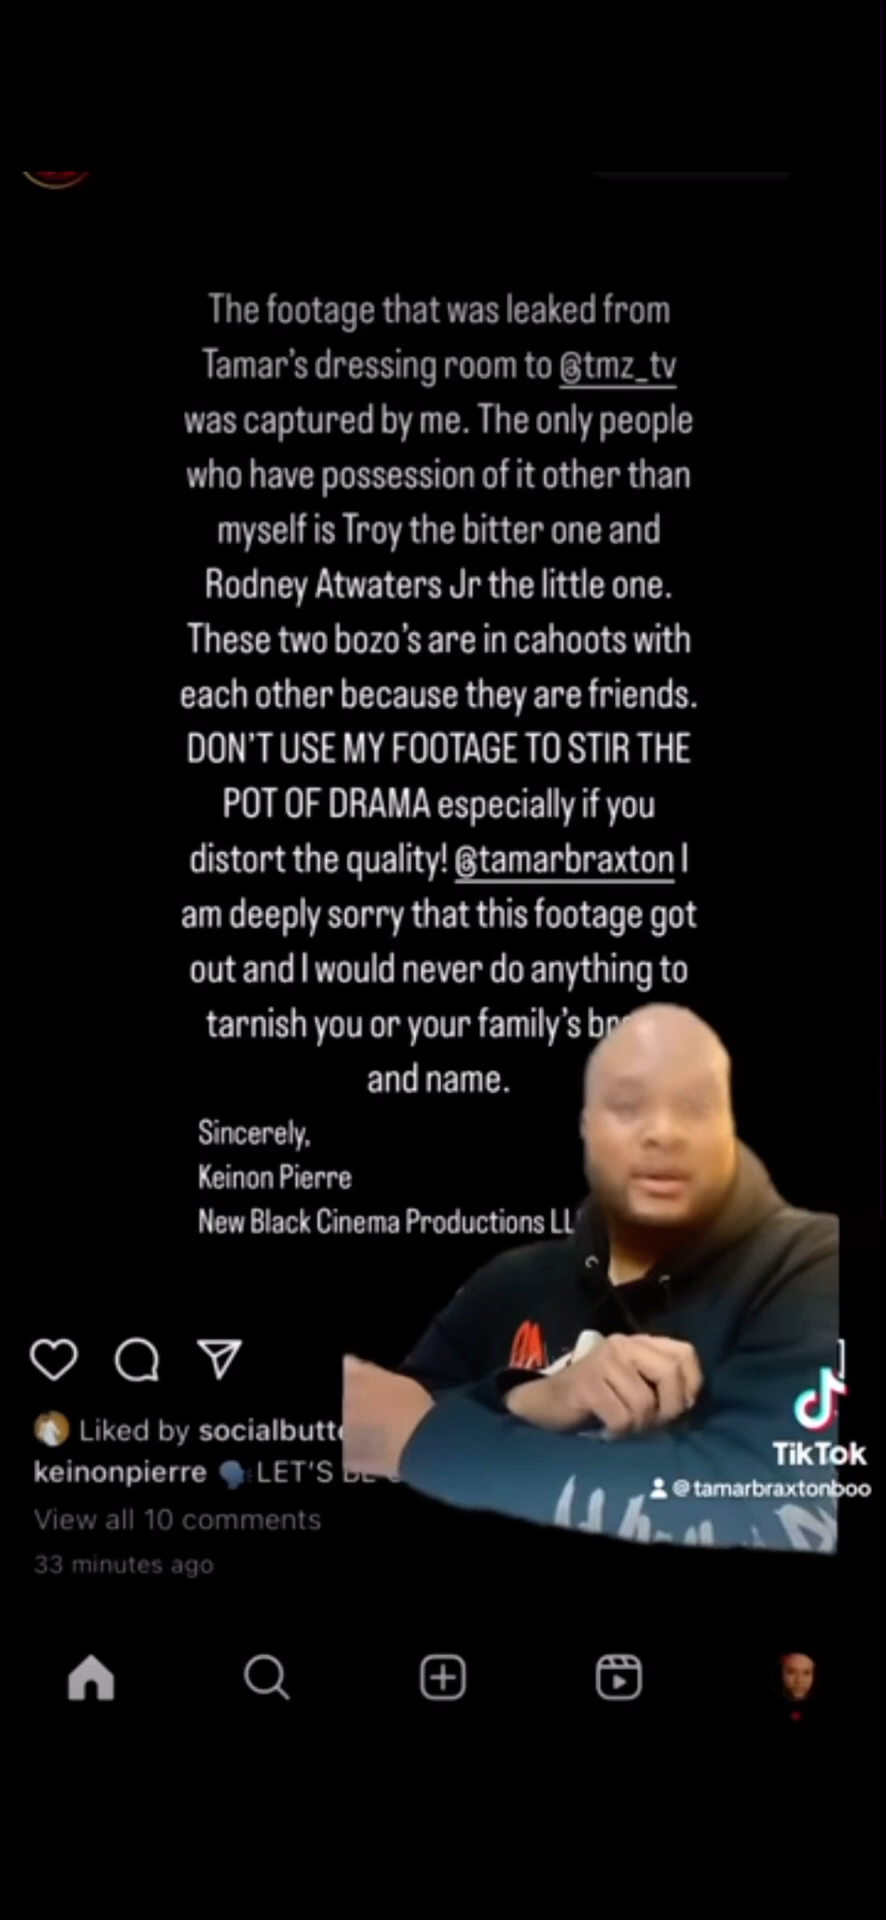 The footage that was leaked from
Tamar's dressing room to @tmz_tv
was captured by me. The only people
who have possession of it other than
myself is Troy the bitter one and
Rodney Atwaters Jr the little one.
These two bozo's are in cahoots with
each other because they are friends.
DON'T USE MY FOOTAGE TO STIR THE
POT OF DRAMA especially if you
distort the quality! @tamarbraxton I
am deeply sorry that this footage got
out and I would never do anything to
tarnish you or your family's
and name.
Sincerely,
Keinon Pierre
New Black Cinema Productions
Liked by
keinonpierre LET'S
View all 10 comments
33 minutes ago
TikTok
@tamarbraxtonboo